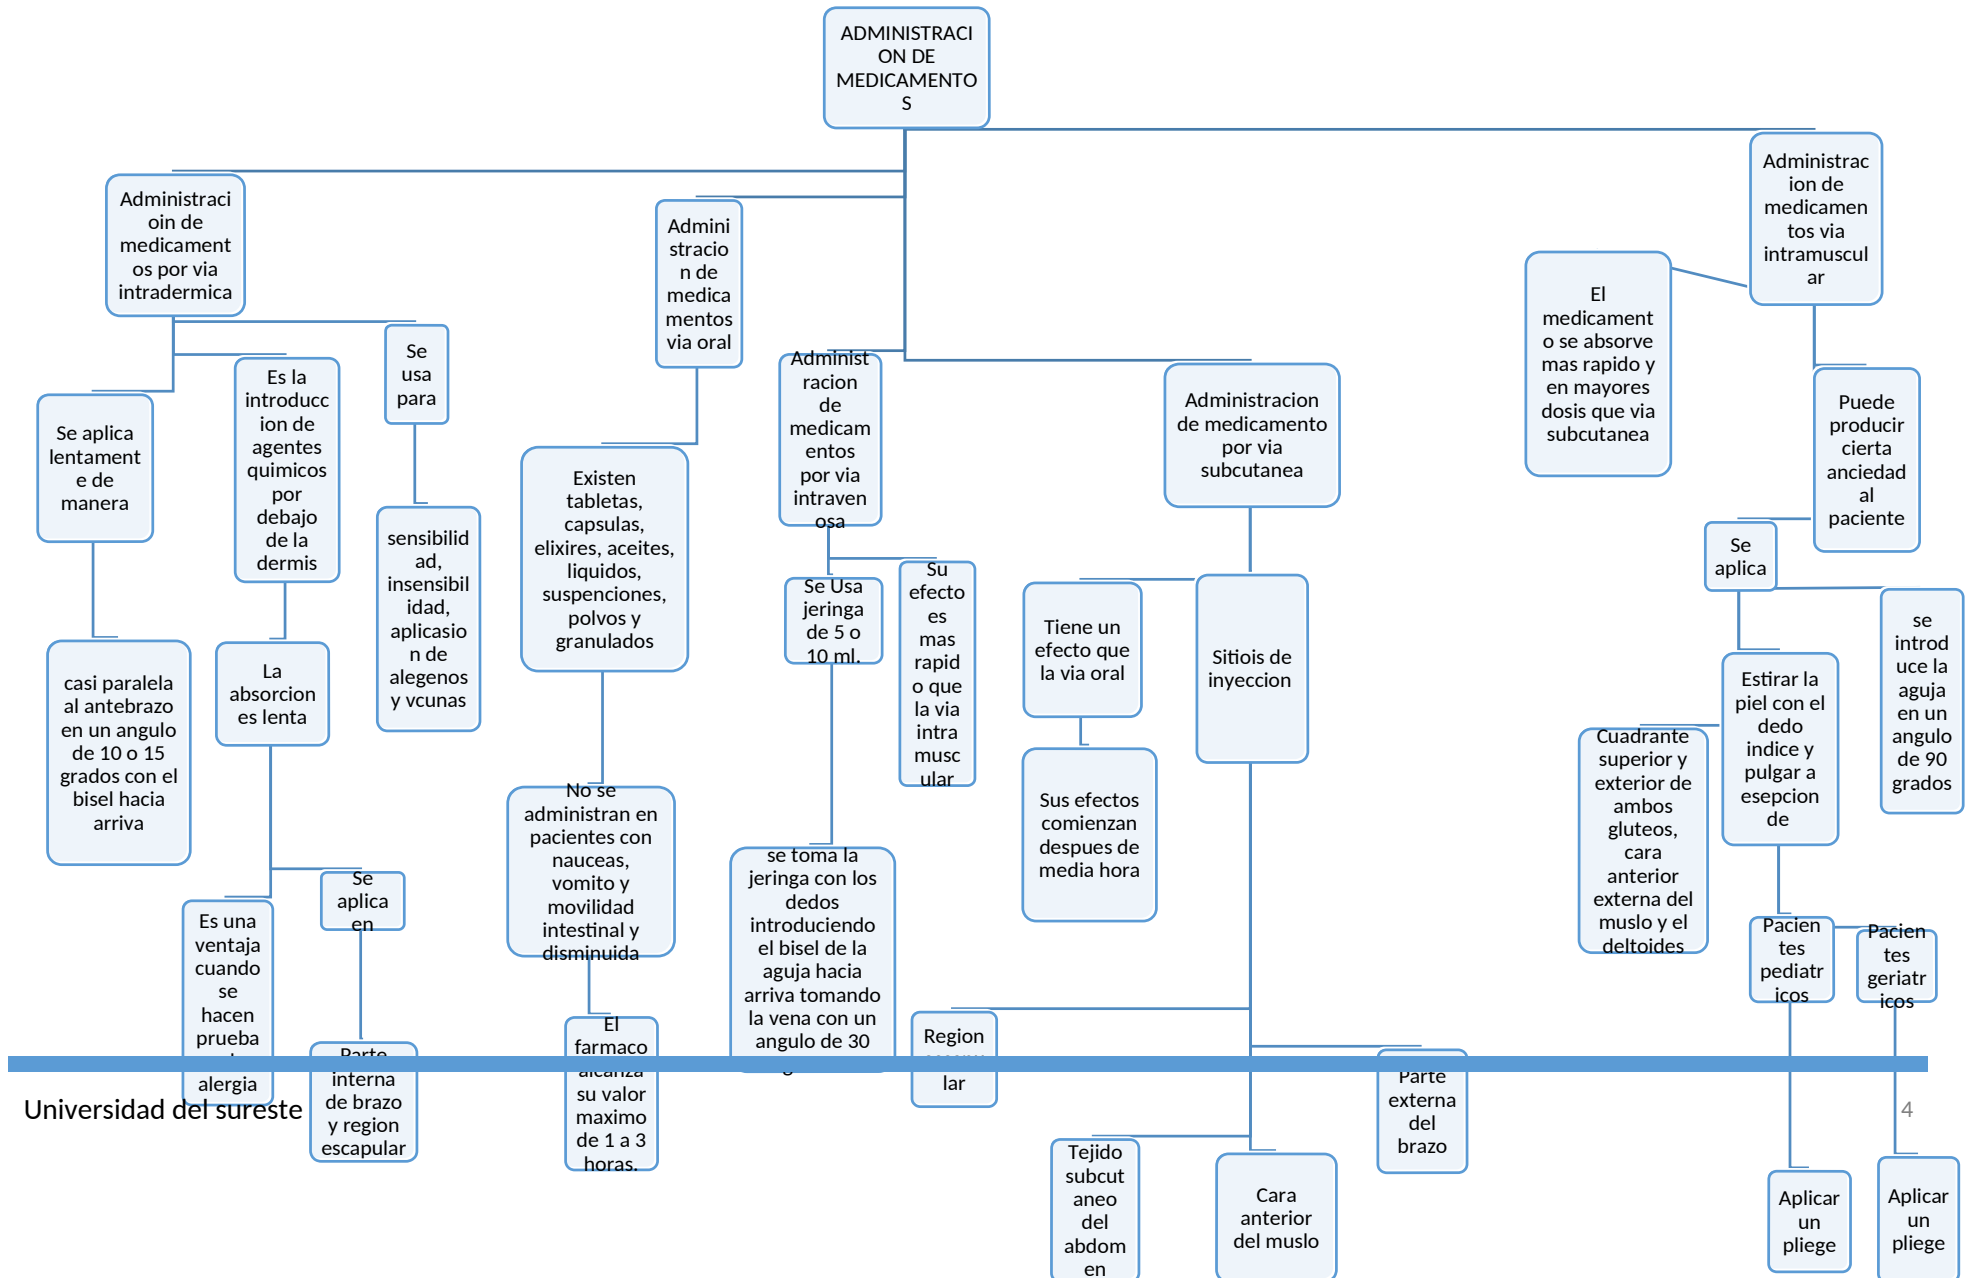 ADMINISTRACI
ON DE
MEDICAMENTO
S
Administraci
oin de
medicament
os por via
intradermica
Se aplica
lentament
e de
manera
casi paralela
al antebrazo
en un angulo
de 10 o 15
grados con el
bisel hacia
arriva
Es la
introducc
ion de
agentes
quimicos
por
debajo
de la
dermis
La
absorcion
es lenta
Es una
ventaja
cuando
se
hacen
prueba
alergia
Se
aplica
en
Parte
interna
de brazo
y region
escapular
Se
usa
para
sensibilid
ad,
insensibil
idad,
aplicasio
n de
alegenos
y vcunas
Admini
stracio
n de
medica
mentos
via oral
Existen
tabletas,
capsulas,
elixires, aceites,
liquidos,
suspenciones,
polvos y
granulados
No se
administran en
pacientes con
nauceas,
vomito y
movilidad
intestinal y
disminuida
El
farmaco
alcanza
su valor
maximo
de 1 a 3
horas.
Administ
racion
de
medicam
entos
por via
intraven
osa
Se Usa
jeringa
de 5 o
10 ml.
se toma la
jeringa con los
dedos
introduciendo
el bisel de la
aguja hacia
arriva tomando
la vena con un
angulo de 30
Su
efecto
es
mas
rapid
o que
la via
intra
musc
ular
Administracion
de medicamento
por via
subcutanea
Tiene un
efecto que
la via oral
Sus efectos
comienzan
despues de
media hora
Sitiois de
inyeccion
Region
lar
Tejido
subcut
aneo
del
abdom
en
Cara
anterior
del muslo
Parte
externa
del
brazo
Administrac
ion de
medicamen
tos via
intramuscul
ar
El
medicament
o se absorve
mas rapido y
en mayores
dosis que via
subcutanea
Puede
producir
cierta
anciedad
al
paciente
Se
aplica
Estirar la
piel con el
dedo
indice y
pulgar a
esepcion
de
Cuadrante
superior y
exterior de
ambos
gluteos,
cara
anterior
externa del
muslo y el
deltoides
se
introd
uce la
aguja
en un
angulo
de 90
grados
Pacien
tes
pediatr
icos
Pacien
tes
geriatr
icos
Aplicar
un
pliege
Aplicar
un
pliege
Universidad del sureste
4